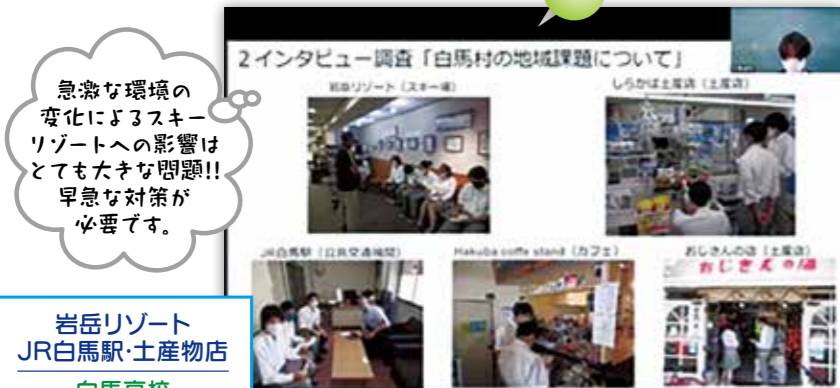 急激な環境の
変化によるスキー
リゾートへの影響は
とても大きな問題!!
早急な対策が
必要です。
岩岳リゾート
JR白馬駅・土産物店
白馬高校
2インタビュー調査「白馬村の地域課題について」
岩岳リゾート（スキー場）
しらかば土産店（土産店）
JR白馬駅（公共交通機関）
Hakuba coffe stand（カフェ）
おじさんの店（土産店）
おじさんの店